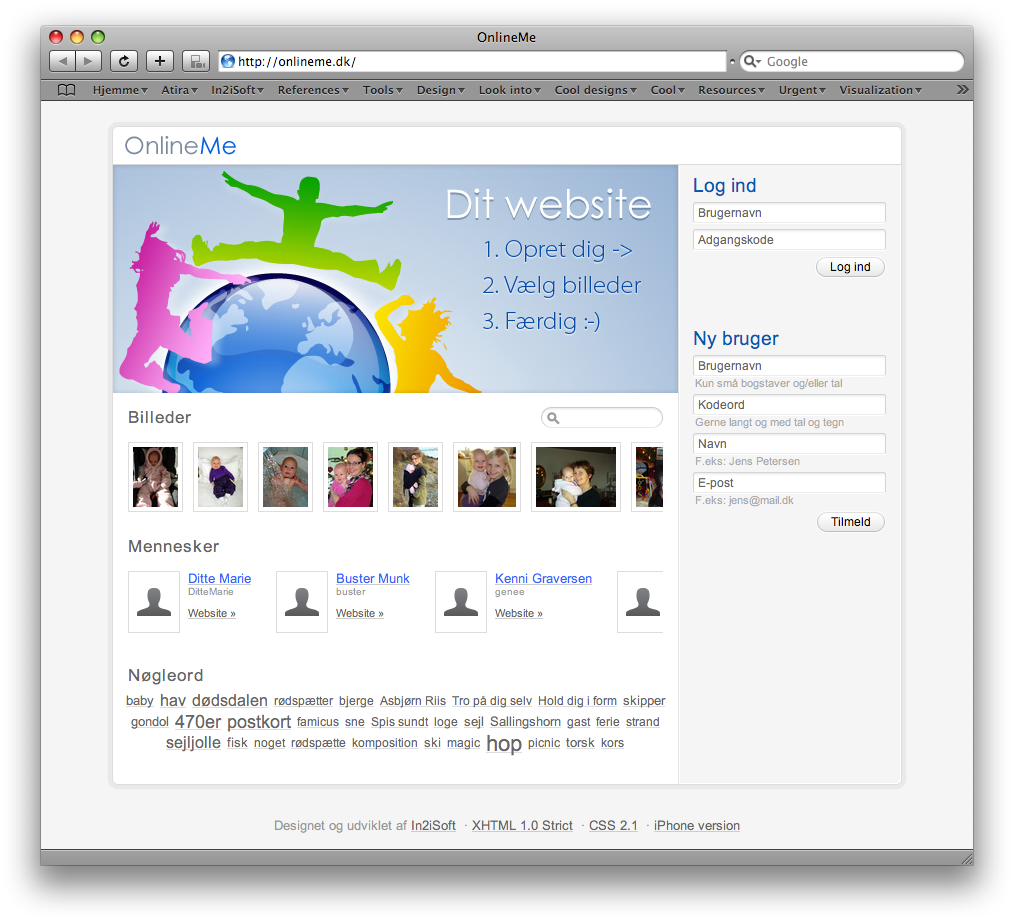 OnlineMe
http://onlineme.dk/
Google
Hjemme Atira In2iSoft References Tools Design Look into Cool designs Cool Resources Urgent Visualization
OnlineMe
Dit website
1. Opret dig ->
2. Vælg billeder
3. Færdig :-)
Log ind
Brugernavn
Adgangskode
Log ind
Ny bruger
Brugernavn
Kun små bogstaver og/eller tal
Kodeord
Gerne langt og med tal og tegn
Navn
F.eks: Jens Petersen
E-post
F.eks: jens@mail.dk
Tilmeld
Billeder
Mennesker
Ditte Marie
DitteMarie
Website »
Buster Munk
buster
Website »
Kenni Graversen
genee
Website »
Nøgleord
baby hav dødsdalen rødspætter bjerge Asbjørn Riis Tro på dig selv Hold dig i form skipper
gondol 470er postkort famicus sne Spis sundt loge sejl Sallingshorn gast ferie strand
sejljolle fisk noget rødspætte komposition ski magic hop picnic torsk kors
Designet og udviklet af In2iSoft · XHTML 1.0 Strict · CSS 2.1 · iPhone version